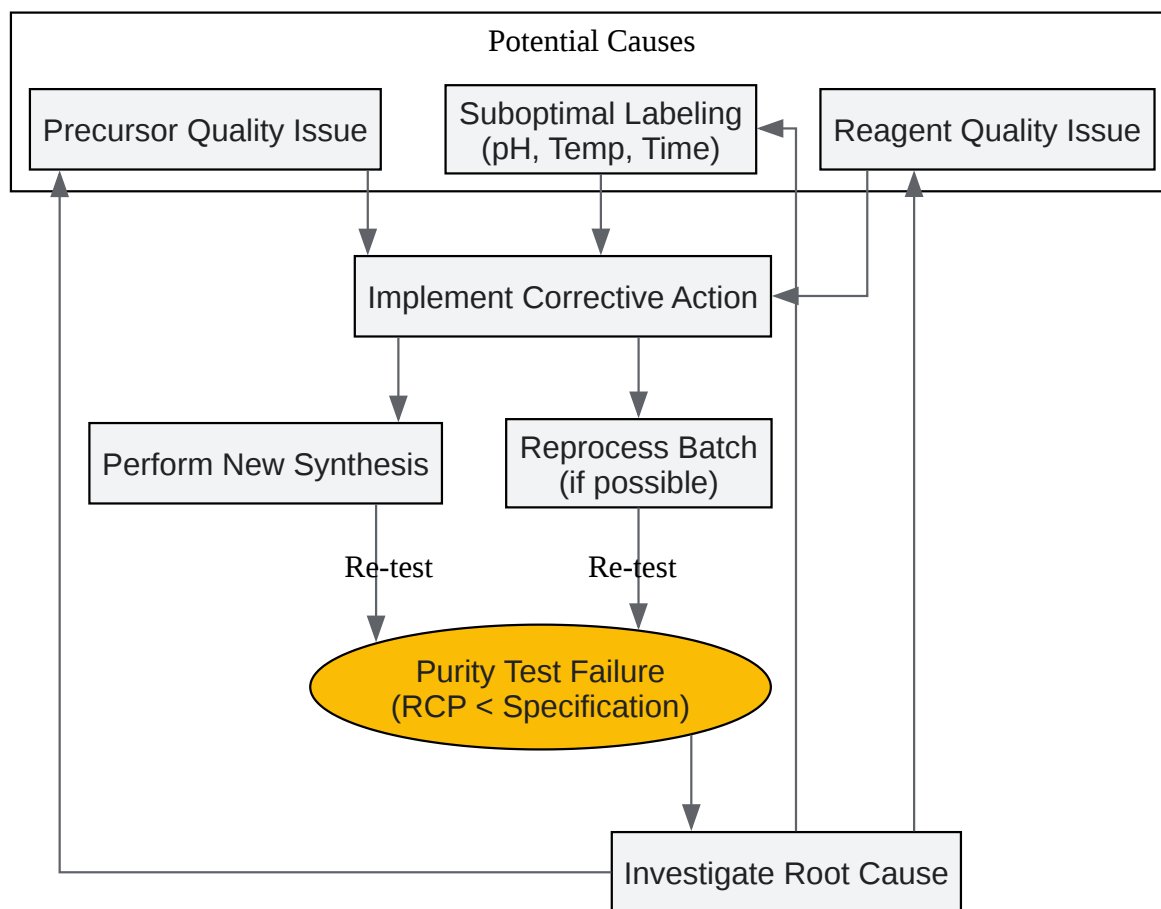 Potential Causes
Precursor Quality Issue
Suboptimal Labeling
(pH, Temp, Time)
Reagent Quality Issue
Implement Corrective Action
Perform New Synthesis
Reprocess Batch
(if possible)
Re-test
Re-test
Purity Test Failure
(RCP < Specification)
Investigate Root Cause